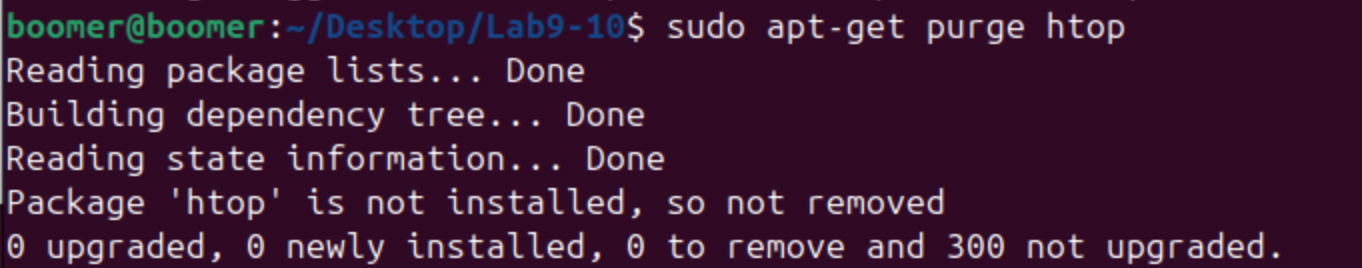 boomer@boomer:~/Desktop/Lab9-10$ sudo apt-get purge htop
Reading package lists... Done
Building dependency tree... Done
Reading state information... Done
Package 'htop' is not installed, so not removed
0 upgraded, 0 newly installed, 0 to remove and 300 not upgraded.